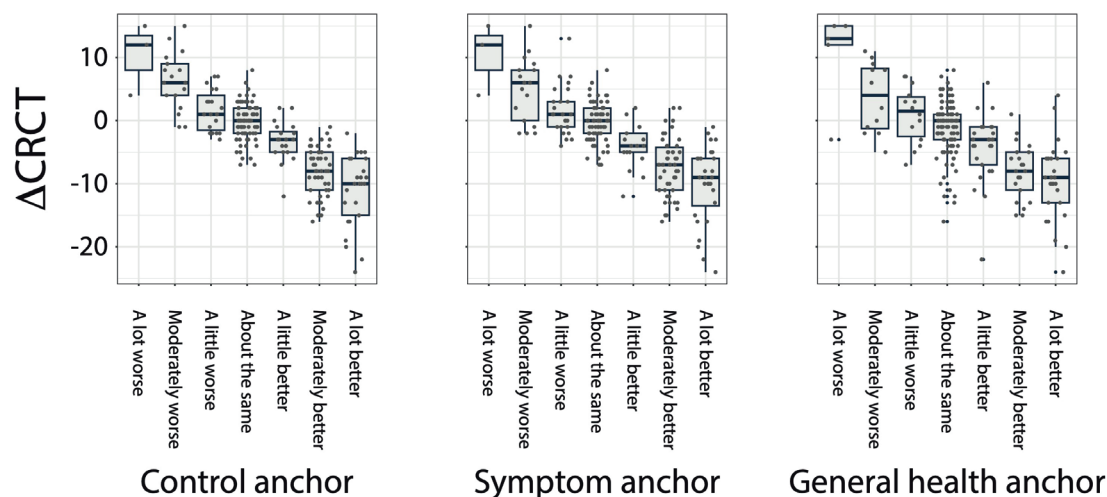 ΔCRCT
10
0
-10
-20
A lot worse
Moderately worse
A little worse
About the same
A little better
Moderately better
A lot better
A lot worse
Moderately worse
A little worse
About the same
A little better
Moderately better
A lot better
A lot worse
Moderately worse
A little worse
About the same
A little better
Moderately better
A lot better
Control anchor
Symptom anchor
General health anchor